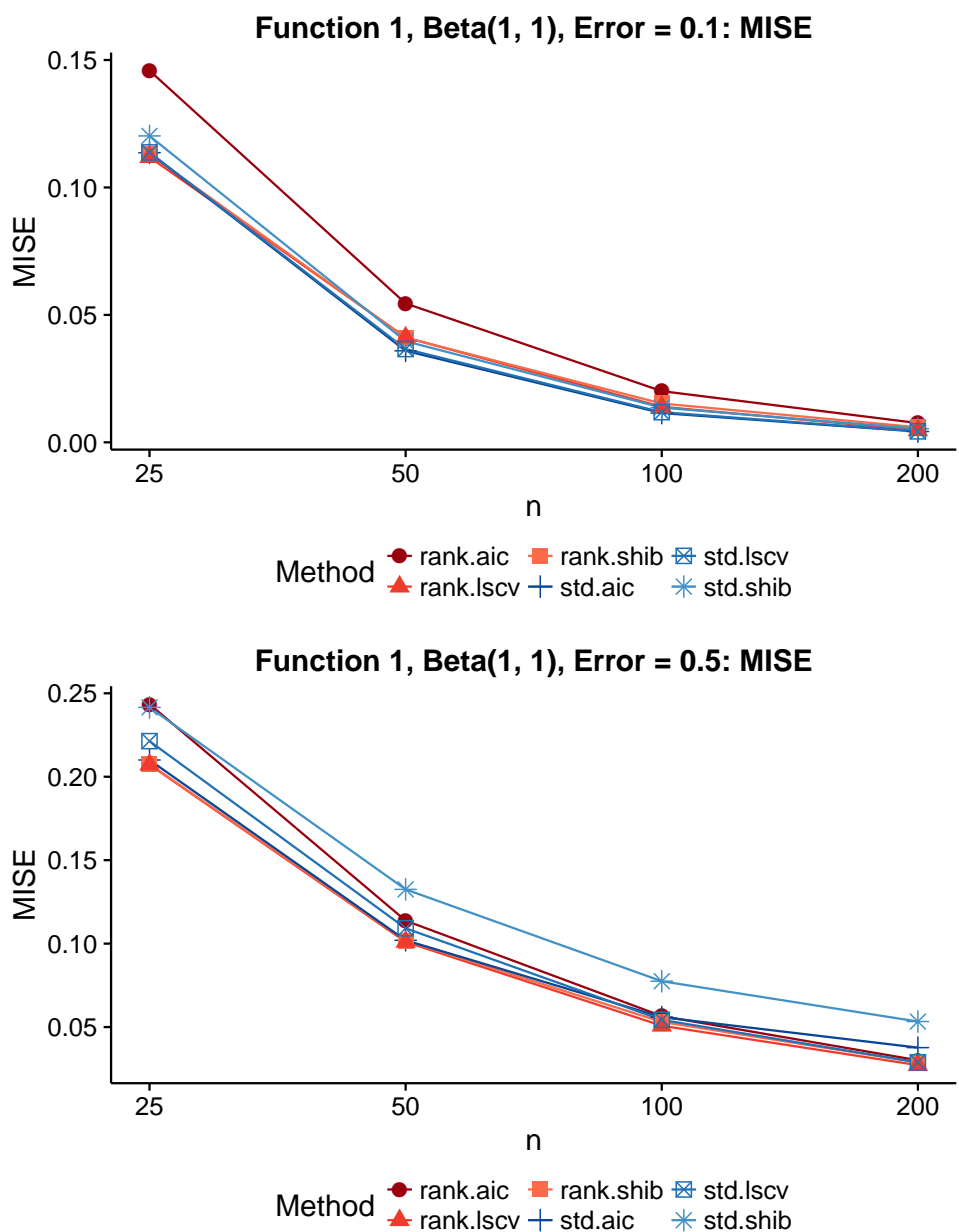 Function 1, Beta(1, 1), Error = 0.1: MISE
0.15
0.10
0.05
0.00
MISE
25 50 100 200
n
Method
rank.aic rank.shib std.lscv
rank.lscv std.aic std.shib
Function 1, Beta(1, 1), Error = 0.5: MISE
0.25
0.20
0.15
0.10
0.05
MISE
25 50 100 200
n
Method
rank.aic rank.shib std.lscv
rank.lscv std.aic std.shib